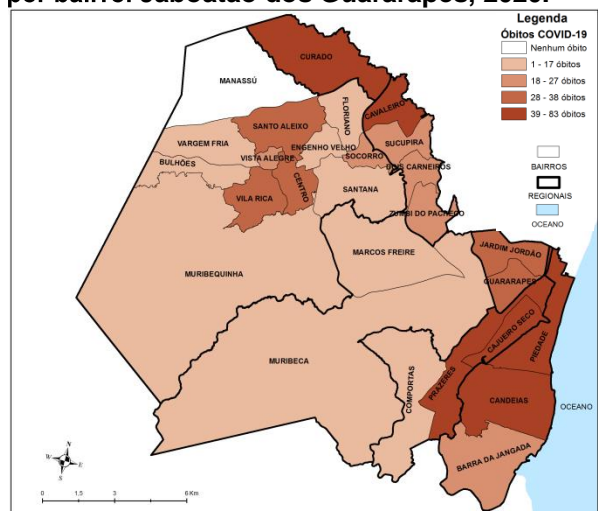 por bairro. Jaboatão dos Guararapes, 2020.
Legenda
Óbitos COVID-19
Nenhum óbito
1 - 17 óbitos
18 - 27 óbitos
28 - 38 óbitos
39 - 83 óbitos
BAIRROS
REGIONAIS
OCEANO
CURADO
MANASSÚ
CAVALEIRO
FLORIANO
SANTO ALEIXO
VARGEM FRIA
ENGENHO VELHO
SUCUPIRA
BULHÕES
VISTA ALEGRE
SOCORRO
DOIS CARNEIROS
CENTRO
VILA RICA
SANTANA
ZUMBI DO PACHECO
MARCOS FREIRE
JARDIM JORDÃO
MURIBEQUINHA
GUARARAPES
CAJUEIRO SECO
PIEDADE
MURIBECA
COMPORTAS
PRAZERES
CANDEIAS
OCEANO
BARRA DA JANGADA
N
W E
S
0 1.5 3 6 Km